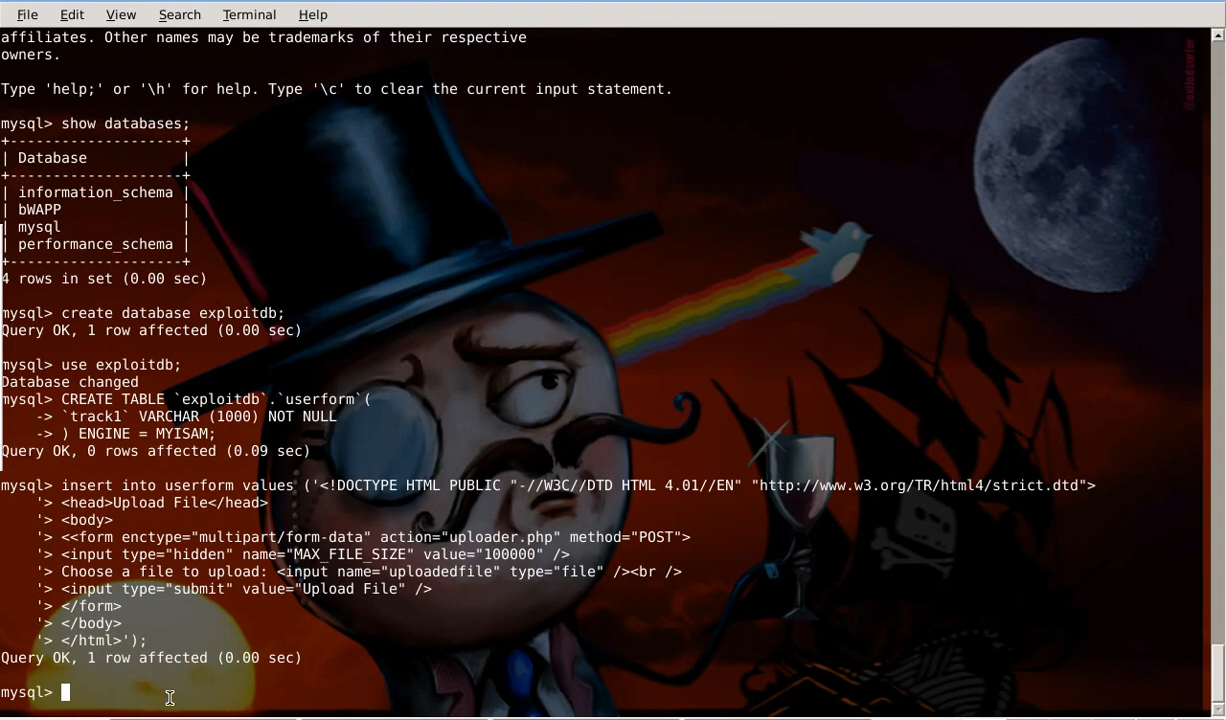 File Edit View Search Terminal Help
affiliates. Other names may be trademarks of their respective
owners.
Type 'help;' or '\h' for help. Type '\c' to clear the current input statement.
mysql> show databases;
+--------------------+
| Database           |
+--------------------+
| information_schema |
| bWAPP              |
| mysql              |
| performance_schema |
+--------------------+
4 rows in set (0.00 sec)
mysql> create database exploitdb;
Query OK, 1 row affected (0.00 sec)
mysql> use exploitdb;
Database changed
mysql> CREATE TABLE `exploitdb`.`userform`(
    -> `track1` VARCHAR (1000) NOT NULL
    -> ) ENGINE = MYISAM;
Query OK, 0 rows affected (0.09 sec)
mysql> insert into userform values ('<!DOCTYPE HTML PUBLIC "-//W3C//DTD HTML 4.01//EN" "http://www.w3.org/TR/html4/strict.dtd">
    '> <head>Upload File</head>
    '> <body>
    '> <<form enctype="multipart/form-data" action="uploader.php" method="POST">
    '> <input type="hidden" name="MAX_FILE_SIZE" value="100000" />
    '> Choose a file to upload: <input name="uploadedfile" type="file" /><br />
    '> <input type="submit" value="Upload File" />
    '> </form>
    '> </body>
    '> </html>');
Query OK, 1 row affected (0.00 sec)
mysql>
@exiledsurfer